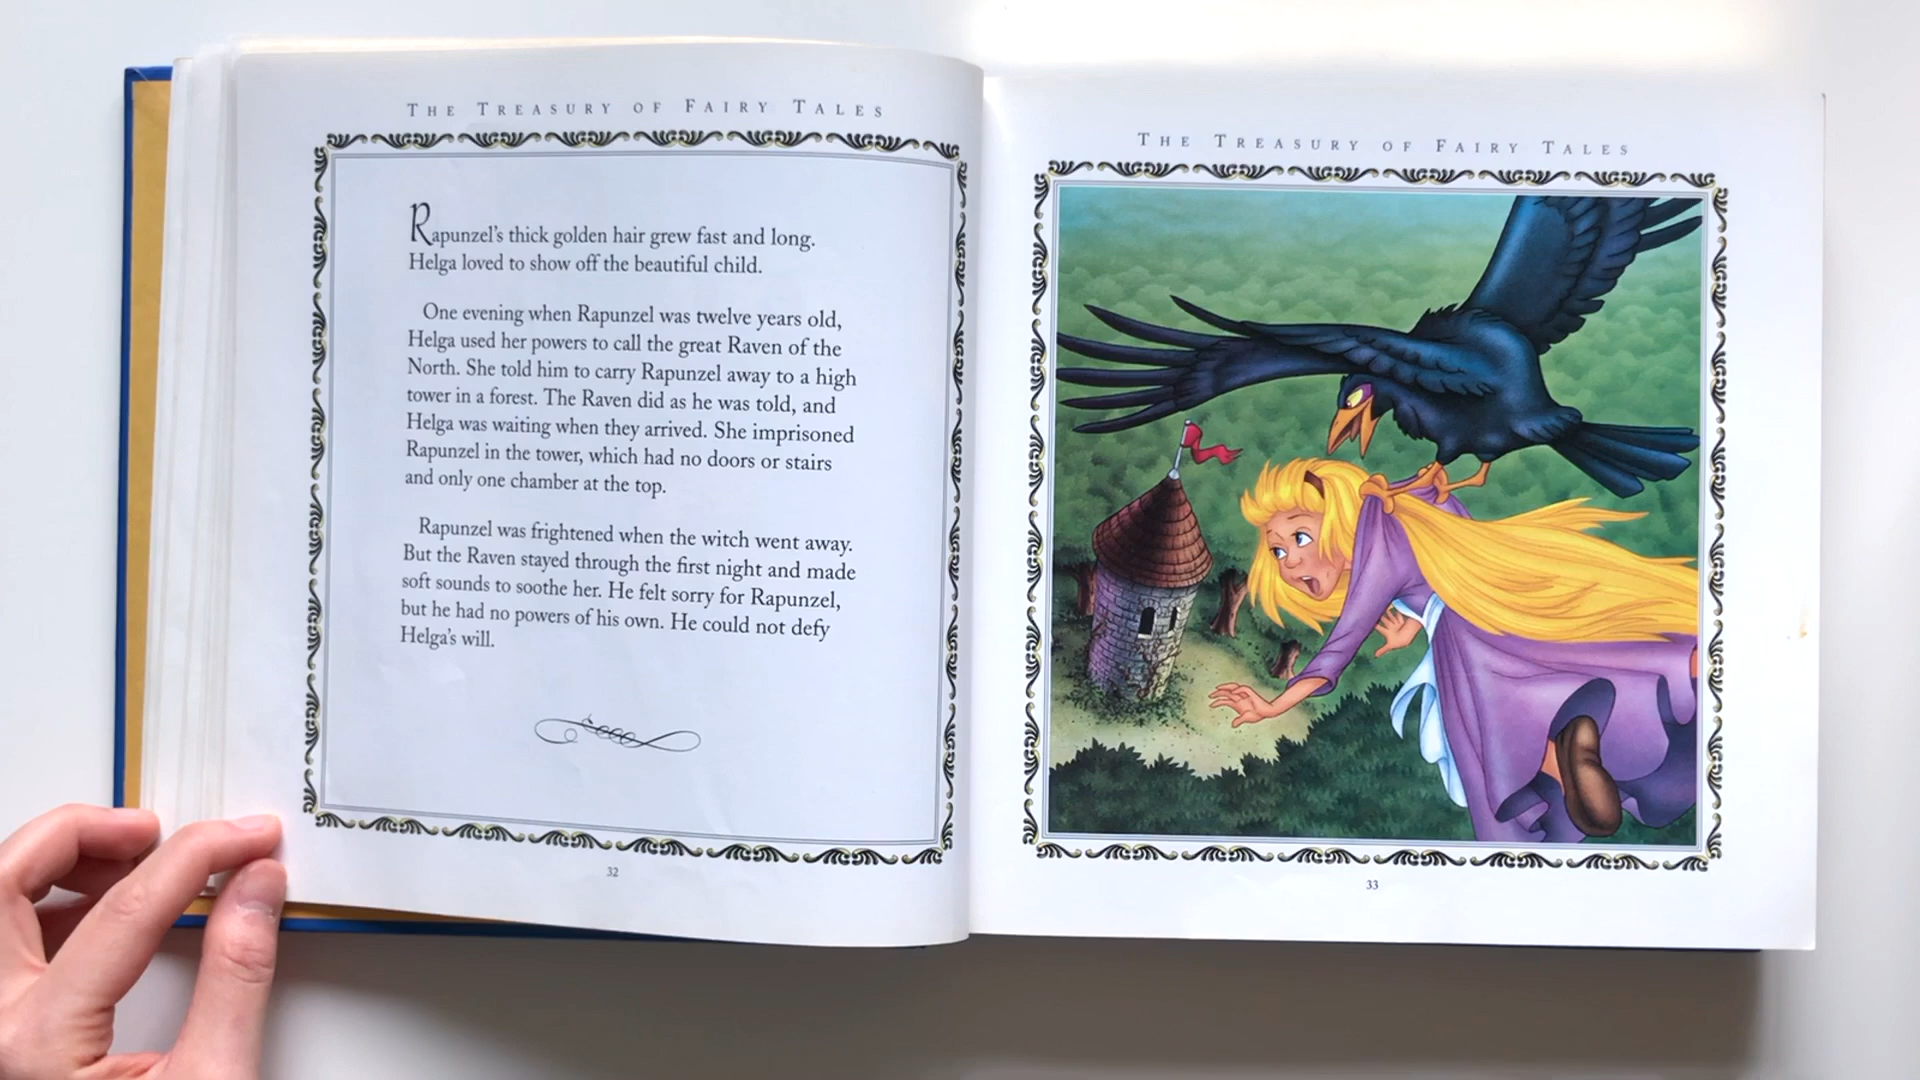 THE TREASURY OF FAIRY TALES
Rapunzel's thick golden hair grew fast and long.
Helga loved to show off the beautiful child.
One evening when Rapunzel was twelve years old,
Helga used her powers to call the great Raven of the
North. She told him to carry Rapunzel away to a high
tower in a forest. The Raven did as he was told, and
Helga was waiting when they arrived. She imprisoned
Rapunzel in the tower, which had no doors or stairs
and only one chamber at the top.
Rapunzel was frightened when the witch went away.
But the Raven stayed through the first night and made
soft sounds to soothe her. He felt sorry for Rapunzel,
but he had no powers of his own. He could not defy
Helga's will.
32
THE TREASURY OF FAIRY TALES
33